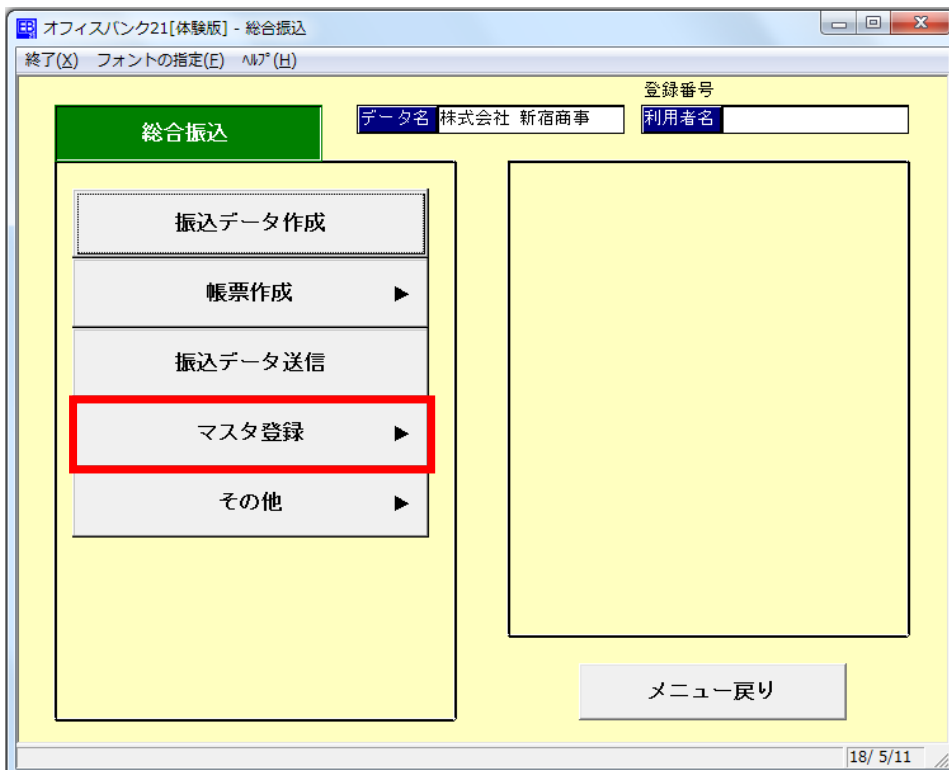 オフィスバンク21[体験版] - 総合振込
終了(X) フォントの指定(F) ﾍﾙﾌﾟ(H)
登録番号
総合振込
データ名 株式会社 新宿商事
利用者名
振込データ作成
帳票作成 ▶
振込データ送信
マスタ登録 ▶
その他 ▶
メニュー戻り
18/ 5/11